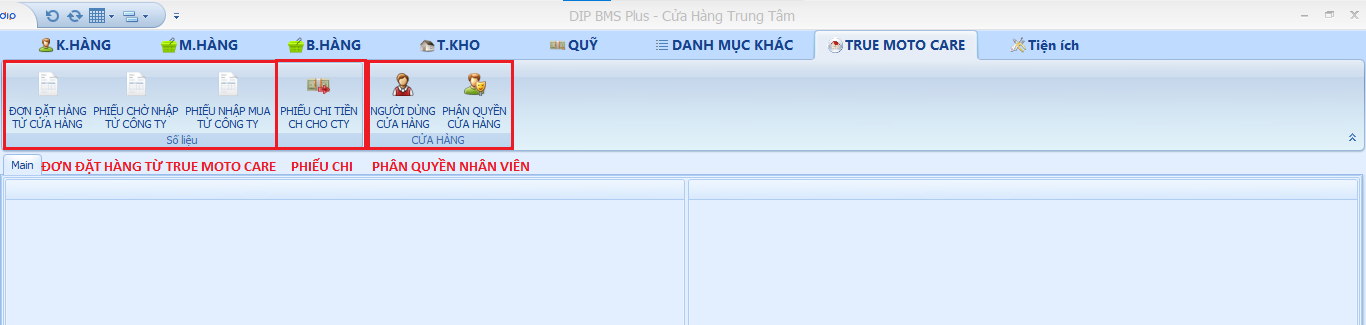 dip
DIP BMS Plus - Cửa Hàng Trung Tâm
K.HÀNG M.HÀNG B.HÀNG T.KHO QUỸ DANH MỤC KHÁC TRUE MOTO CARE Tiện ích
ĐƠN ĐẶT HÀNG
TỪ CỬA HÀNG
PHIẾU CHỜ NHẬP
TỪ CÔNG TY
PHIẾU NHẬP MUA
TỪ CÔNG TY
PHIẾU CHI TIỀN
CH CHO CTY
NGƯỜI DÙNG
CỬA HÀNG
PHÂN QUYỀN
CỬA HÀNG
Số liệu
CỬA HÀNG
Main
ĐƠN ĐẶT HÀNG TỪ TRUE MOTO CARE PHIẾU CHI PHÂN QUYỀN NHÂN VIÊN